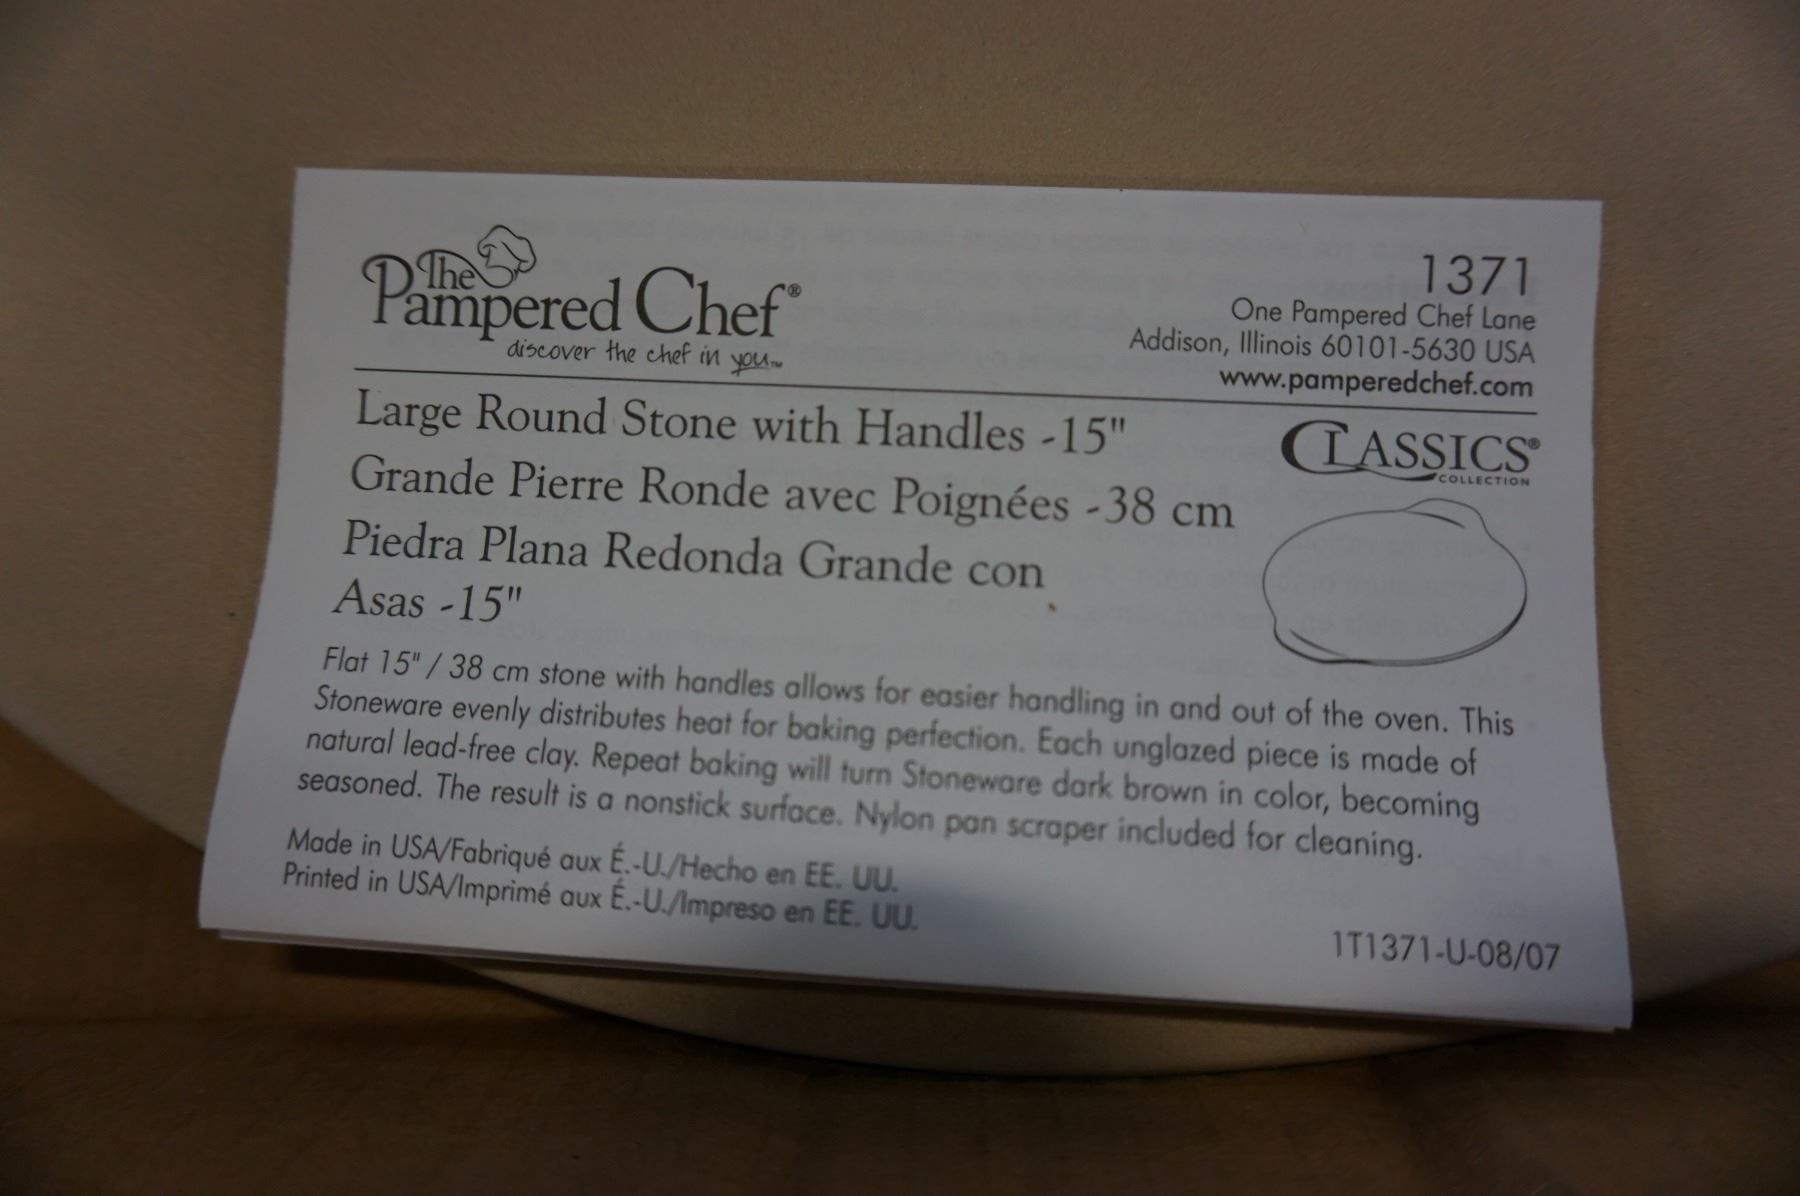 The
Pampered Chef®
discover the chef in you™
1371
One Pampered Chef Lane
Addison, Illinois 60101-5630 USA
www.pamperedchef.com
Large Round Stone with Handles -15"
Grande Pierre Ronde avec Poignées -38 cm
Piedra Plana Redonda Grande con
Asas -15"
CLASSICS®
COLLECTION
Flat 15" / 38 cm stone with handles allows for easier handling in and out of the oven. This
Stoneware evenly distributes heat for baking perfection. Each unglazed piece is made of
natural lead-free clay. Repeat baking will turn Stoneware dark brown in color, becoming
seasoned. The result is a nonstick surface. Nylon pan scraper included for cleaning.
Made in USA/Fabriqué aux É.-U./Hecho en EE. UU.
Printed in USA/Imprimé aux É.-U./Impreso en EE. UU.
1T1371-U-08/07